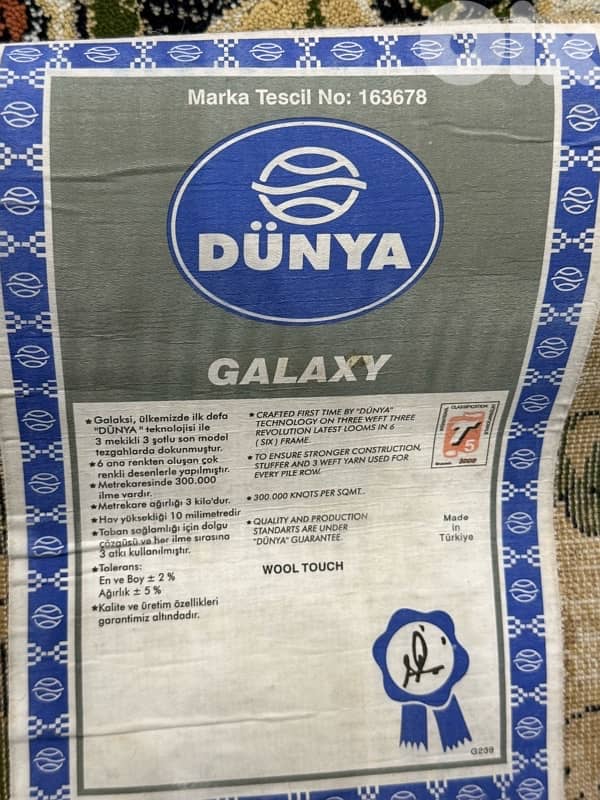 Marka Tescil No: 163678
DÜNYA
GALAXY
★Galaksi, ülkemizde ilk defa
"DÜNYA" teknolojisi ile
3 mekikli 3 şotlu son model
tezgahlarda dokunmuştur.
★6 ana renkten oluşan çok
renkli desenlerle yapılmıştır.
★Metrekaresinde 300.000
ilme vardır.
★Metrekare ağırlığı 3 kilo'dur.
★Hav yüksekliği 10 milimetredir
★Taban sağlamlığı için dolgu
çözgüsü ve her ilme sırasına
3 atkı kullanılmıştır.
★Tolerans:
En ve Boy ± 2 %
Ağırlık ± 5 %
★Kalite ve üretim özellikleri
garantimiz altındadır.
★CRAFTED FIRST TIME BY "DÜNYA"
TECHNOLOGY ON THREE WEFT THREE
REVOLUTION LATEST LOOMS IN 6
( SIX ) FRAME.
★TO ENSURE STRONGER CONSTRUCTION,
STUFFER AND 3 WEFT YARN USED FOR
EVERY PILE ROW.
★300.000 KNOTS PER SQMT.
★QUALITY AND PRODUCTION
STANDARTS ARE UNDER
"DÜNYA" GUARANTEE.
WOOL TOUCH
CLASSIFICATION
T
5
Made
in
Türkiye
G239